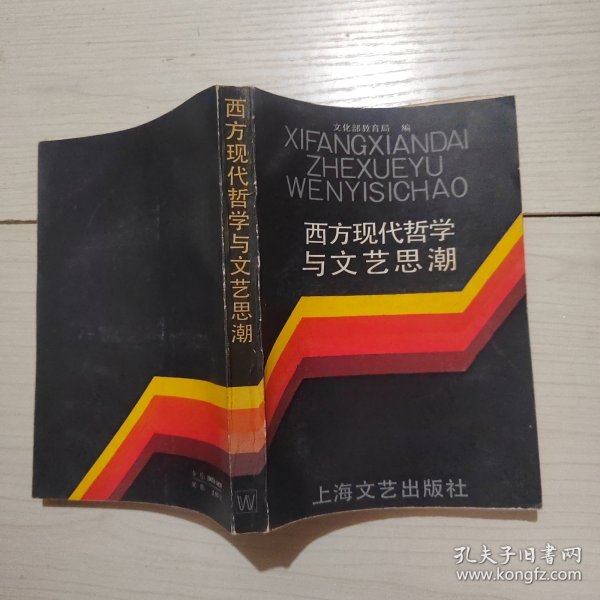 文化部教育局 编
XIFANGXIANDAI
ZHEXUEYU
WENYISICHAO
西方现代哲学
与文艺思潮
上海文艺出版社
西方现代哲学与文艺思潮
W
孔夫子旧书网
www.kongfz.com